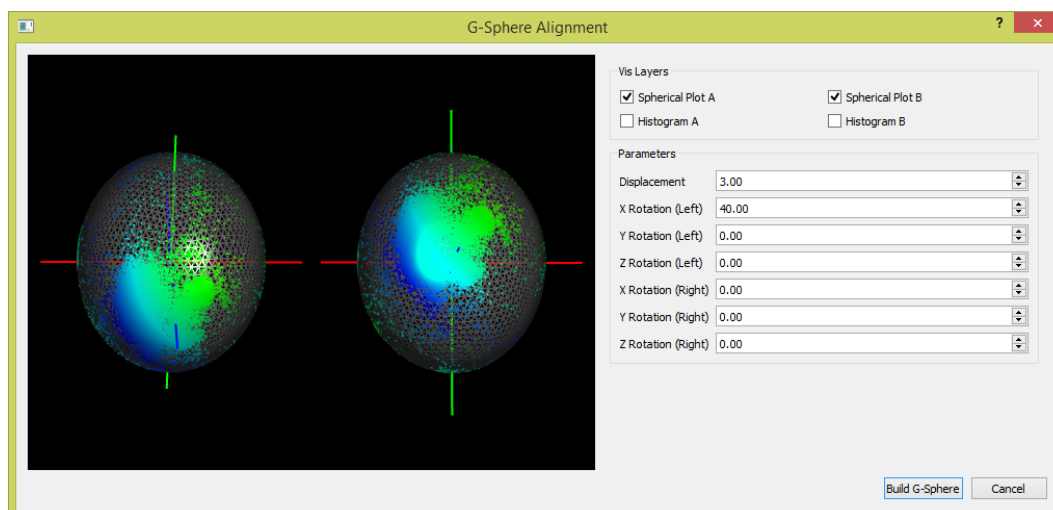 G-Sphere Alignment
?
Vis Layers
Spherical Plot A Spherical Plot B
Histogram A Histogram B
Parameters
Displacement 3.00
X Rotation (Left) 40.00
Y Rotation (Left) 0.00
Z Rotation (Left) 0.00
X Rotation (Right) 0.00
Y Rotation (Right) 0.00
Z Rotation (Right) 0.00
Build G-Sphere Cancel